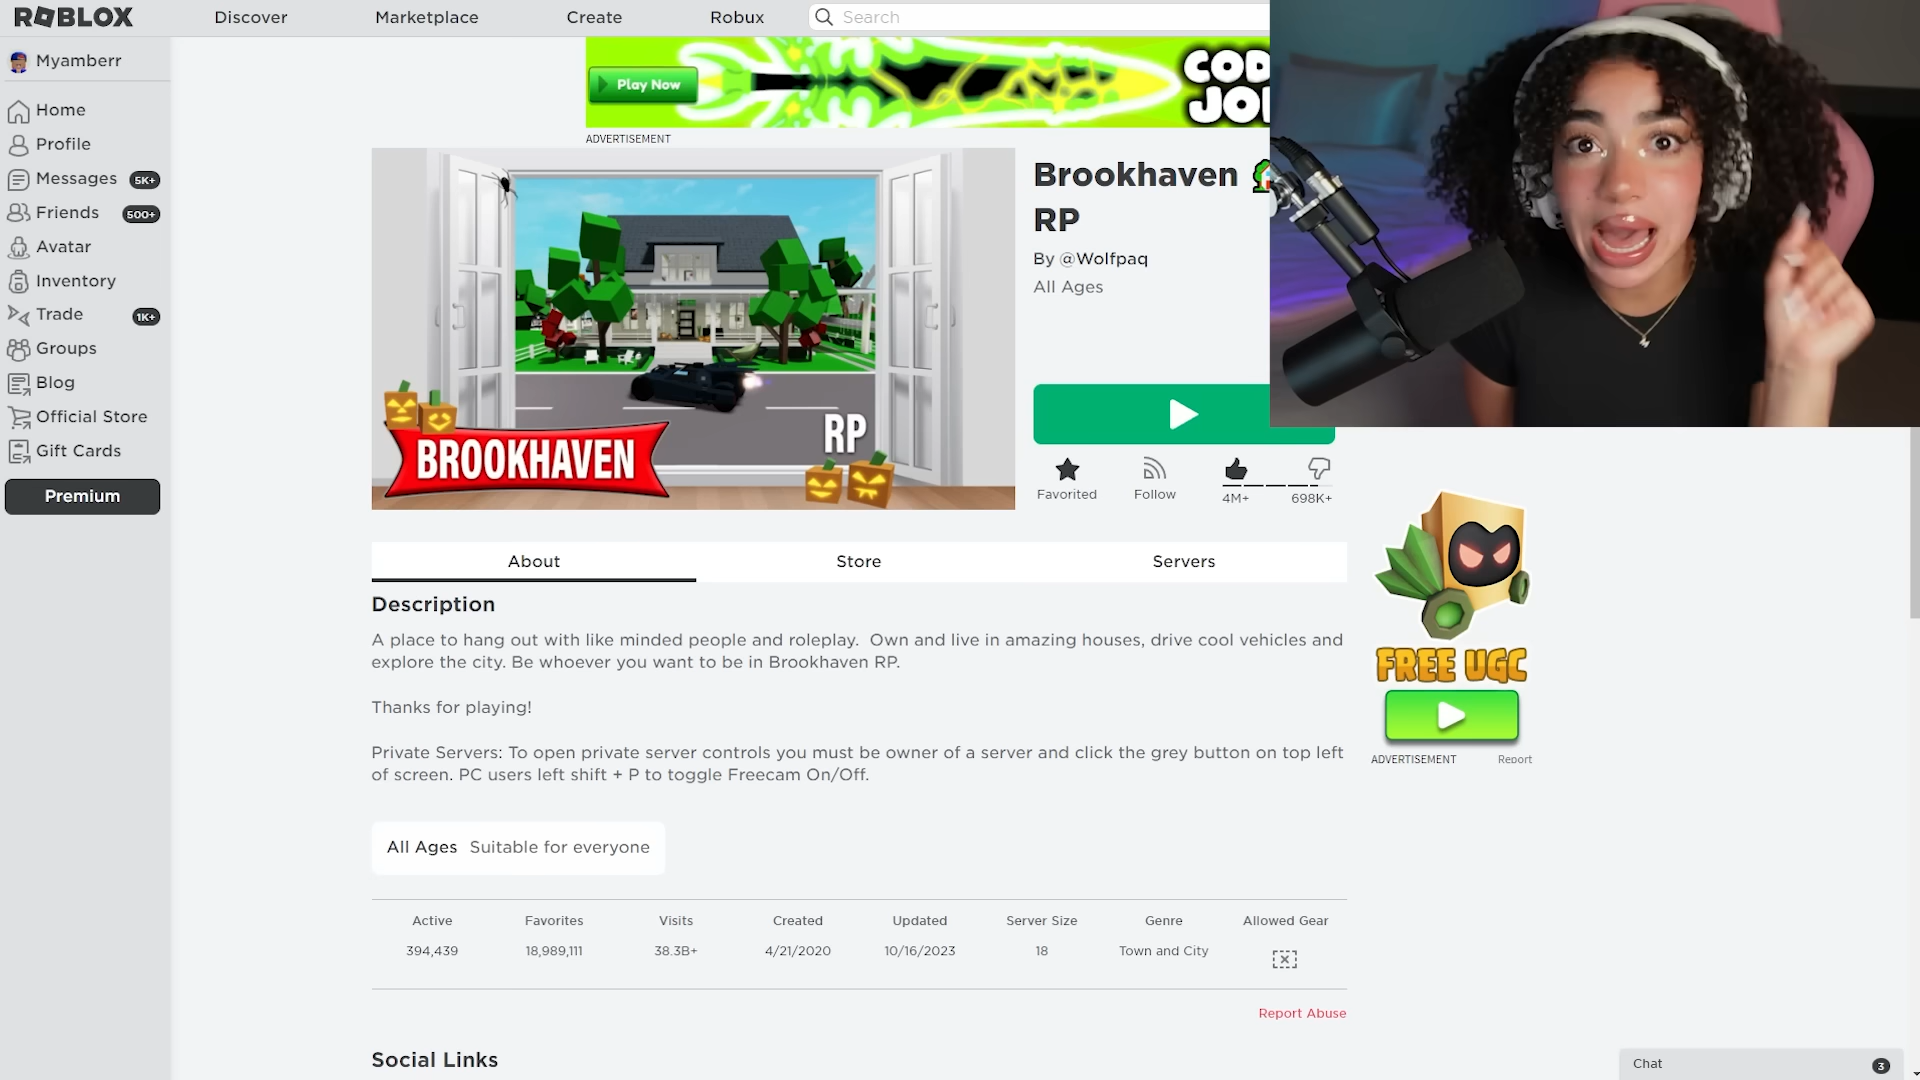 ROBLOX
Discover
Marketplace
Create
Robux
Search
Myamberr
Home
Profile
Messages 5K+
Friends 500+
Avatar
Inventory
Trade 1K+
Groups
Blog
Official Store
Gift Cards
Premium
Play Now
COD
JOI
ADVERTISEMENT
BROOKHAVEN
RP
Brookhaven
RP
By @Wolfpaq
All Ages
Favorited
Follow
4M+
698K+
About
Store
Servers
Description
A place to hang out with like minded people and roleplay. Own and live in amazing houses, drive cool vehicles and
explore the city. Be whoever you want to be in Brookhaven RP.
Thanks for playing!
Private Servers: To open private server controls you must be owner of a server and click the grey button on top left
of screen. PC users left shift + P to toggle Freecam On/Off.
All Ages Suitable for everyone
Active Favorites Visits Created Updated Server Size Genre Allowed Gear
394,439 18,989,111 38.3B+ 4/21/2020 10/16/2023 18 Town and City
Report Abuse
Social Links
FREE UGC
ADVERTISEMENT
Report
Chat 3